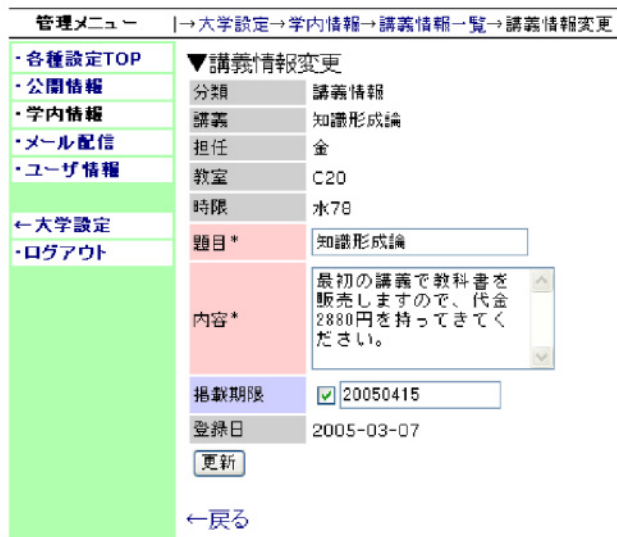 管理メニュー |→大学設定→学内情報→講義情報一覧→講義情報変更
・各種設定TOP
・公開情報
・学内情報
・メール配信
・ユーザ情報
←大学設定
・ログアウト
▼講義情報変更
分類 講義情報
講義 知識形成論
担任 金
教室 C20
時限 水78
題目* 知識形成論
内容* 最初の講義で教科書を
販売しますので、代金
2880円を持ってきてく
ださい。
掲載期限 20050415
登録日 2005-03-07
更新
←戻る